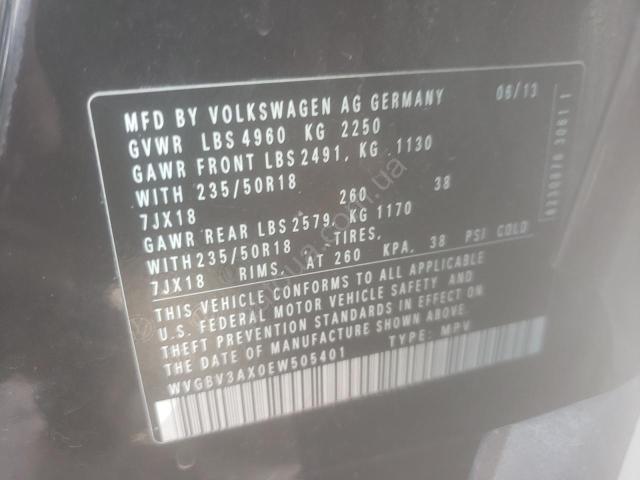 MFD BY VOLKSWAGEN AG GERMANY 06/13
GVWR LBS 4960 KG 2250
GAWR FRONT LBS 2491, KG 1130
WITH 235/50R18
7JX18 260 38
GAWR REAR LBS 2579, KG 1170
WITH 235/50R18 TIRES,
7JX18 RIMS, AT 260 KPA, 38 PSI COLD
THIS VEHICLE CONFORMS TO ALL APPLICABLE
U.S. FEDERAL MOTOR VEHICLE SAFETY AND
THEFT PREVENTION STANDARDS IN EFFECT ON
THE DATE OF MANUFACTURE SHOWN ABOVE.
WVGBV3AX0EW505401 TYPE: MPV